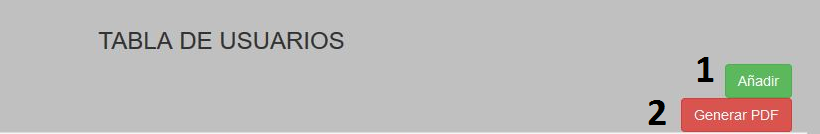 TABLA DE USUARIOS
1 Añadir
2 Generar PDF